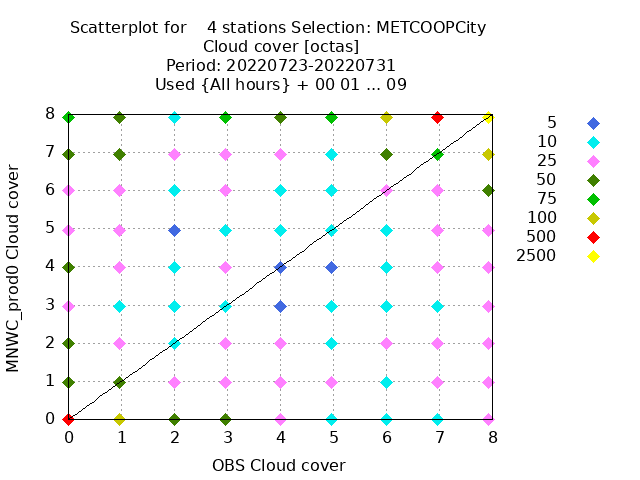 Scatterplot for 4 stations Selection: METCOOPCity
Cloud cover [octas]
Period: 20220723-20220731
Used {All hours} + 00 01 ... 09
MNWC_prod0 Cloud cover
8
7
6
5
4
3
2
1
0
0 1 2 3 4 5 6 7 8
OBS Cloud cover
5
10
25
50
75
100
500
2500